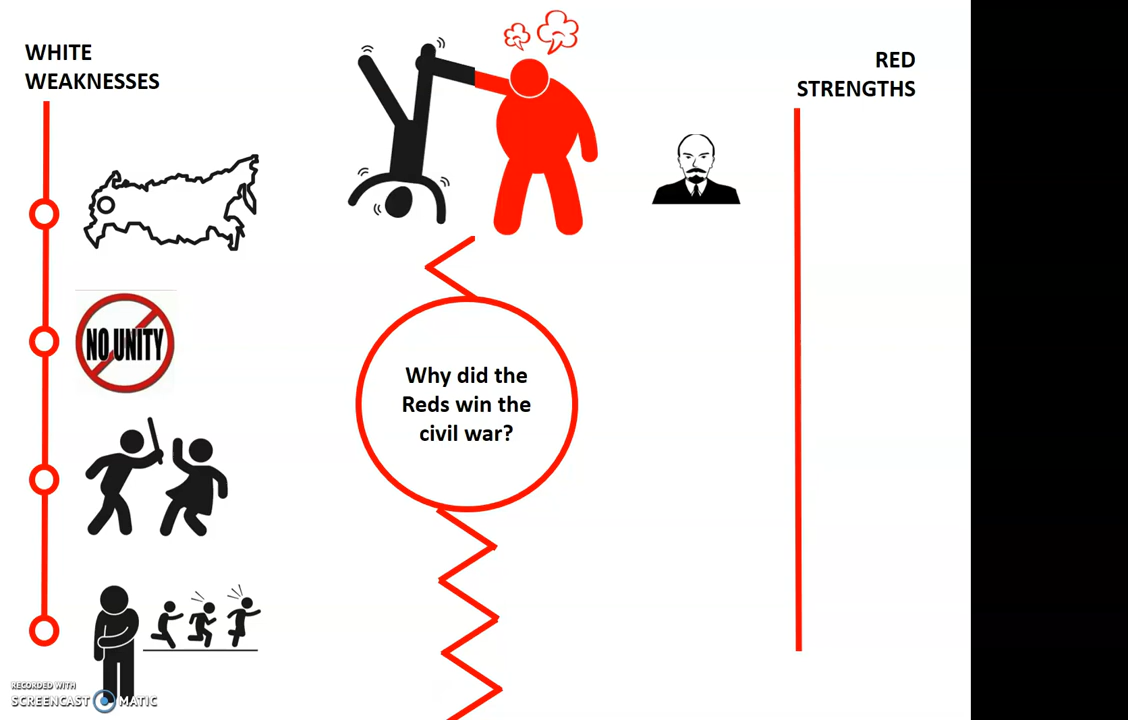 WHITE
WEAKNESSES
RED
STRENGTHS
NO UNITY
Why did the
Reds win the
civil war?
RECORDED WITH
SCREENCAST MATIC